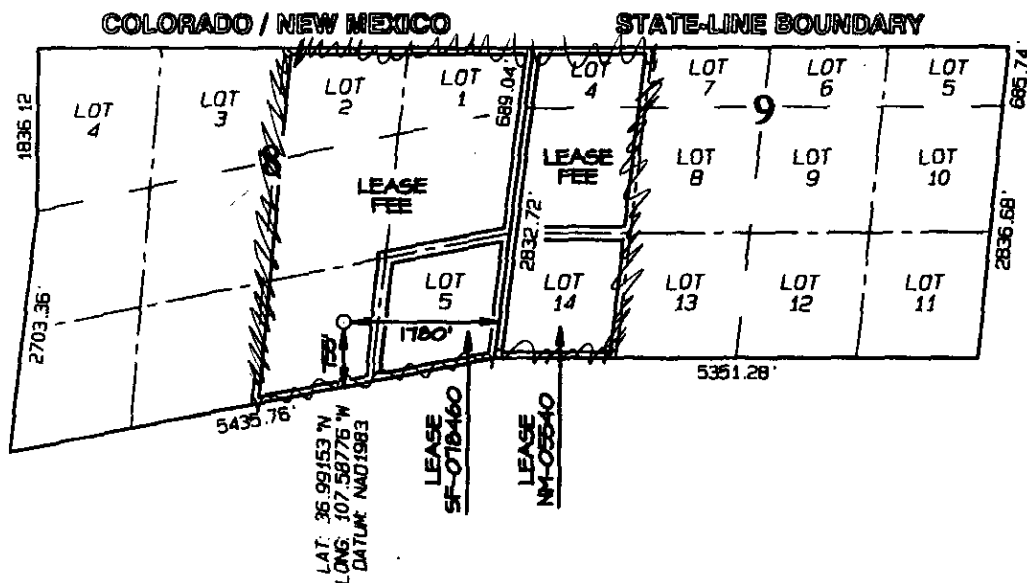 COLORADO / NEW MEXICO STATE-LINE BOUNDARY
1836.12
LOT 4
LOT 3
LOT 2
LOT 1
689.04'
LOT 4
LOT 7
LOT 6
LOT 5
685.74'
9
LEASE FEE
LEASE FEE
LOT 8
LOT 9
LOT 10
2832.72'
2836.68'
2703.36'
LOT 5
LOT 14
LOT 13
LOT 12
LOT 11
1780'
5435.76'
5351.28'
LAT: 36.99153 °N
LONG: 107.58776 °W
DATUM: NAD1983
LEASE
SF-078460
LEASE
NM-05540